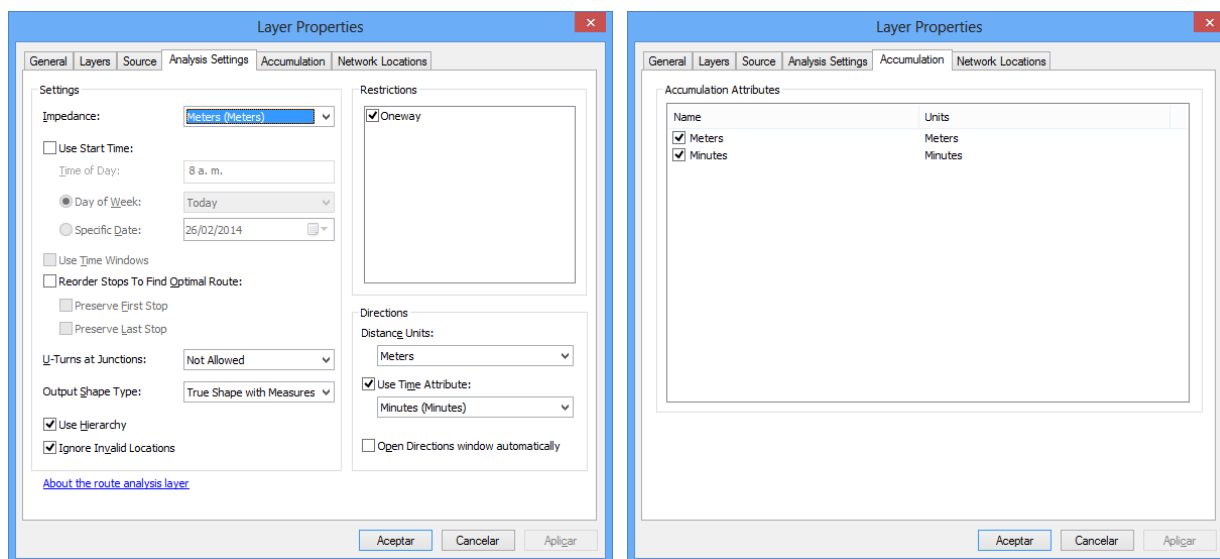 Layer Properties
General Layers Source Analysis Settings Accumulation Network Locations
Settings
Impedance: Meters (Meters)
Use Start Time:
Time of Day: 8 a. m.
Day of Week: Today
Specific Date: 26/02/2014
Use Time Windows
Reorder Stops To Find Optimal Route:
Preserve First Stop
Preserve Last Stop
U-Turns at Junctions: Not Allowed
Output Shape Type: True Shape with Measures
Use Hierarchy
Ignore Invalid Locations
About the route analysis layer
Restrictions
Oneway
Directions
Distance Units:
Meters
Use Time Attribute:
Minutes (Minutes)
Open Directions window automatically
Aceptar Cancelar Aplicar
Layer Properties
General Layers Source Analysis Settings Accumulation Network Locations
Accumulation Attributes
Name Units
Meters Meters
Minutes Minutes
Aceptar Cancelar Aplicar